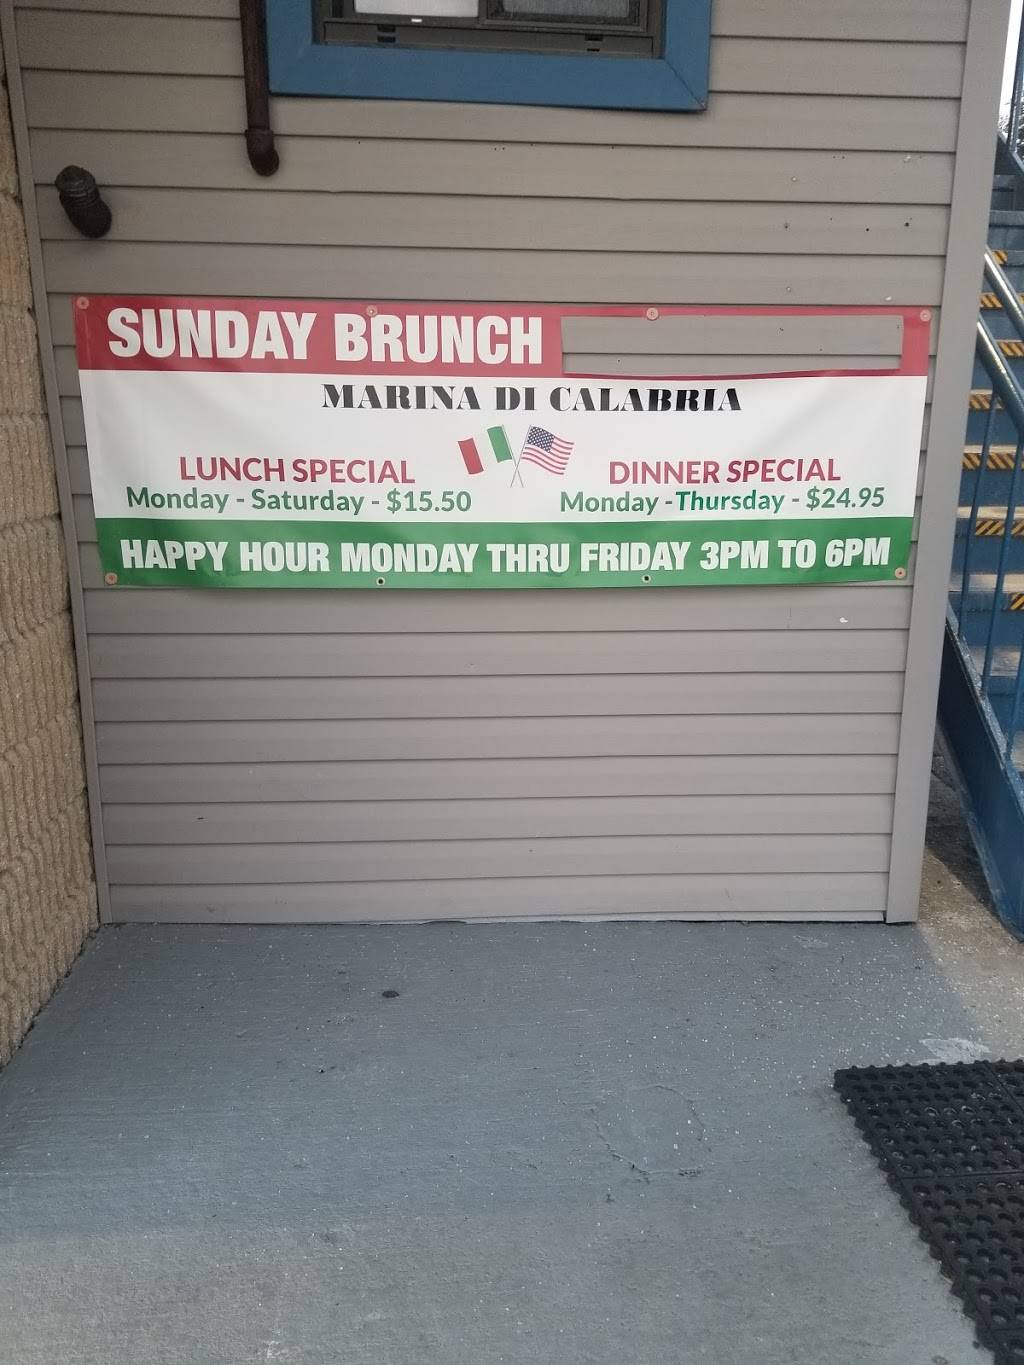 SUNDAY BRUNCH
MARINA DI CALABRIA
LUNCH SPECIAL
Monday - Saturday - $15.50
DINNER SPECIAL
Monday - Thursday - $24.95
HAPPY HOUR MONDAY THRU FRIDAY 3PM TO 6PM